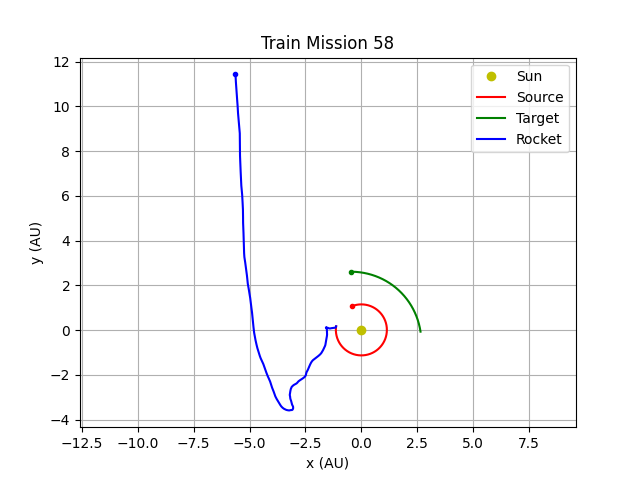 Train Mission 58
12
10
8
6
4
2
0
−2
−4
y (AU)
−12.5 −10.0 −7.5 −5.0 −2.5 0.0 2.5 5.0 7.5
x (AU)
Sun
Source
Target
Rocket